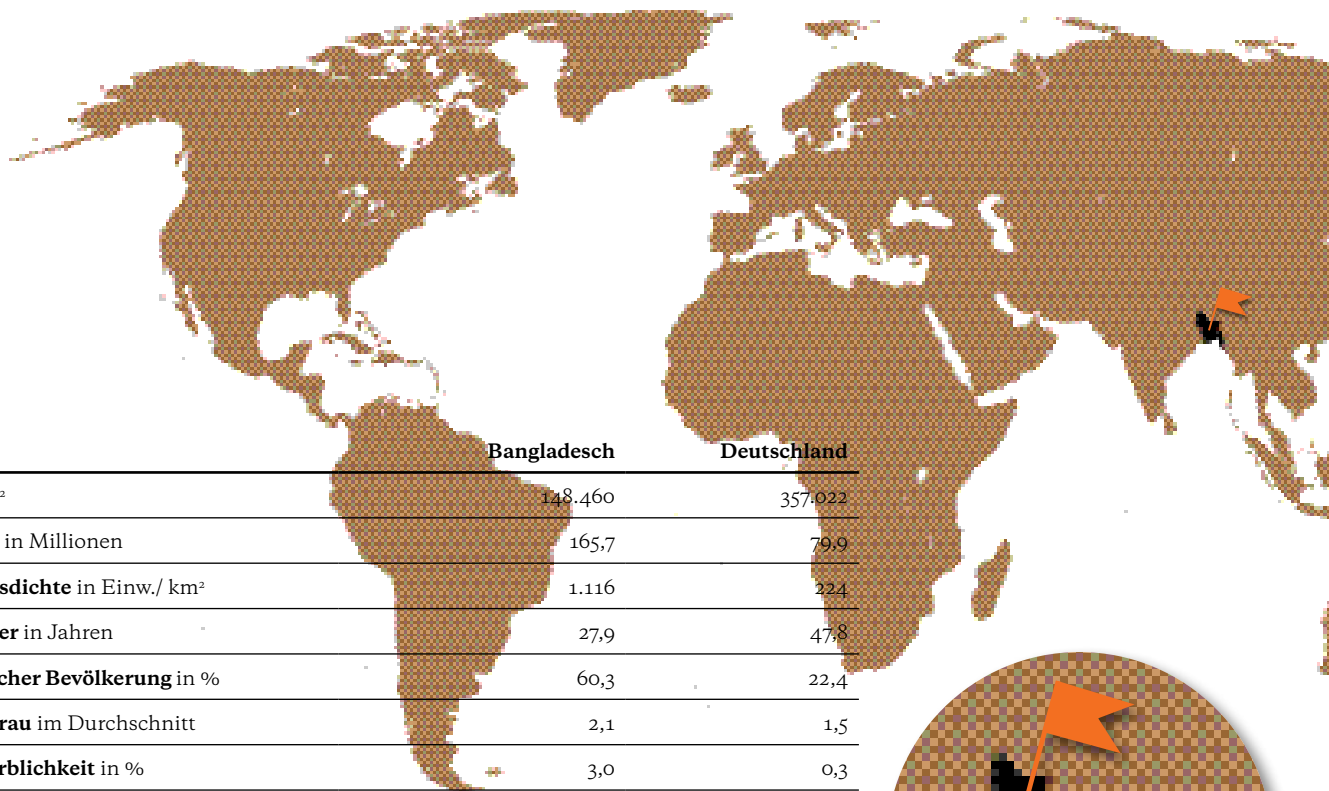 Bangladesch Deutschland
² 148.460 357.022
in Millionen 165,7 79,9
sdichte in Einw./ km² 1.116 224
er in Jahren 27,9 47,8
cher Bevölkerung in % 60,3 22,4
rau im Durchschnitt 2,1 1,5
rblichkeit in % 3,0 0,3